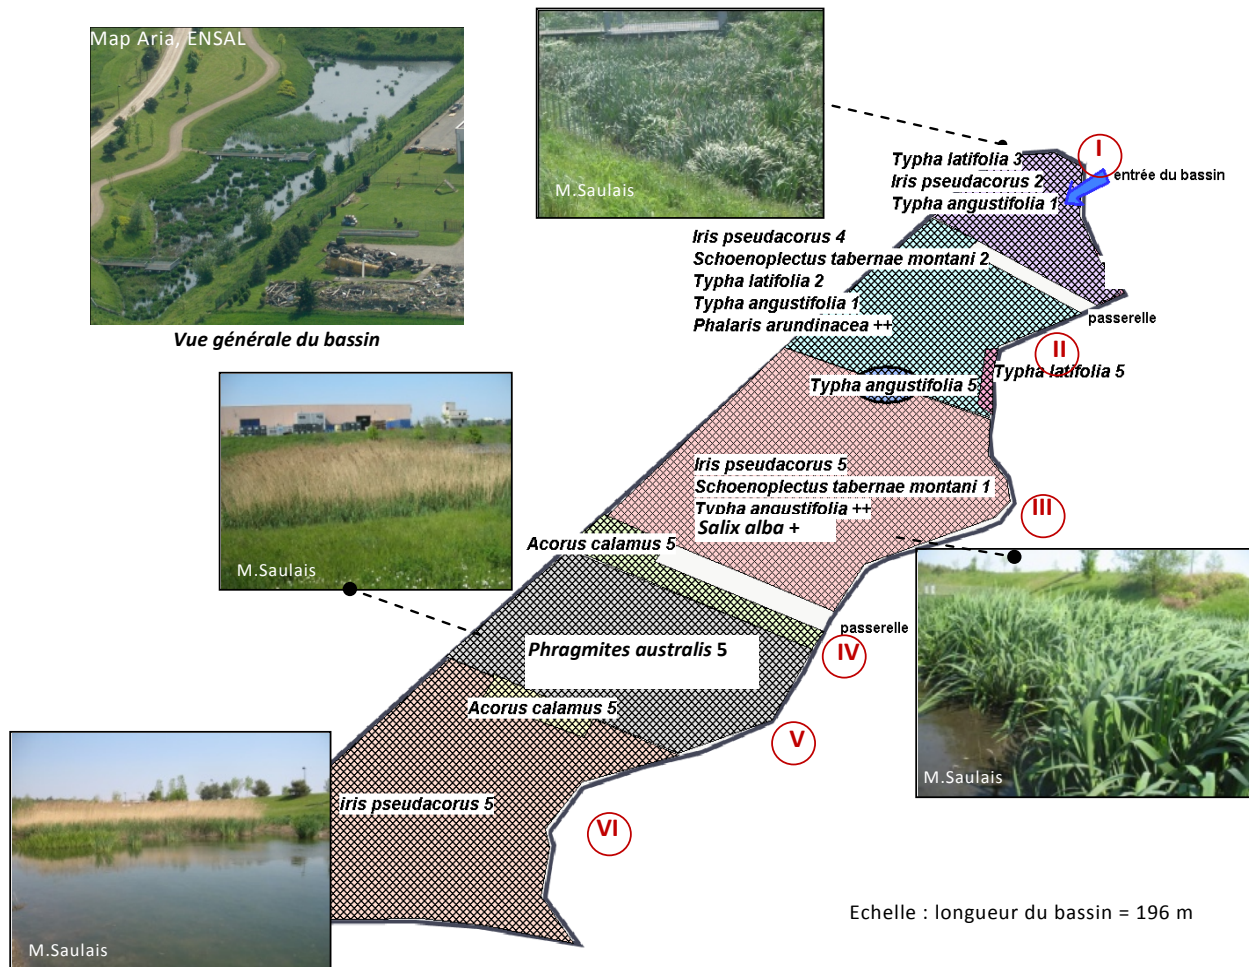 Map Aria, ENSAL
Vue générale du bassin
M.Saulais
I
entrée du bassin
Typha latifolia 3
Iris pseudacorus 2
Typha angustifolia 1
Iris pseudacorus 4
Schoenoplectus tabernae montani 2
Typha latifolia 2
Typha angustifolia 1
Phalaris arundinacea ++
passerelle
II
Typha latifolia 5
Typha angustifolia 5
Iris pseudacorus 5
Schoenoplectus tabernae montani 1
Typha angustifolia ++
Salix alba +
III
M.Saulais
Acorus calamus 5
passerelle
IV
Phragmites australis 5
M.Saulais
Acorus calamus 5
V
iris pseudacorus 5
VI
M.Saulais
Echelle : longueur du bassin = 196 m